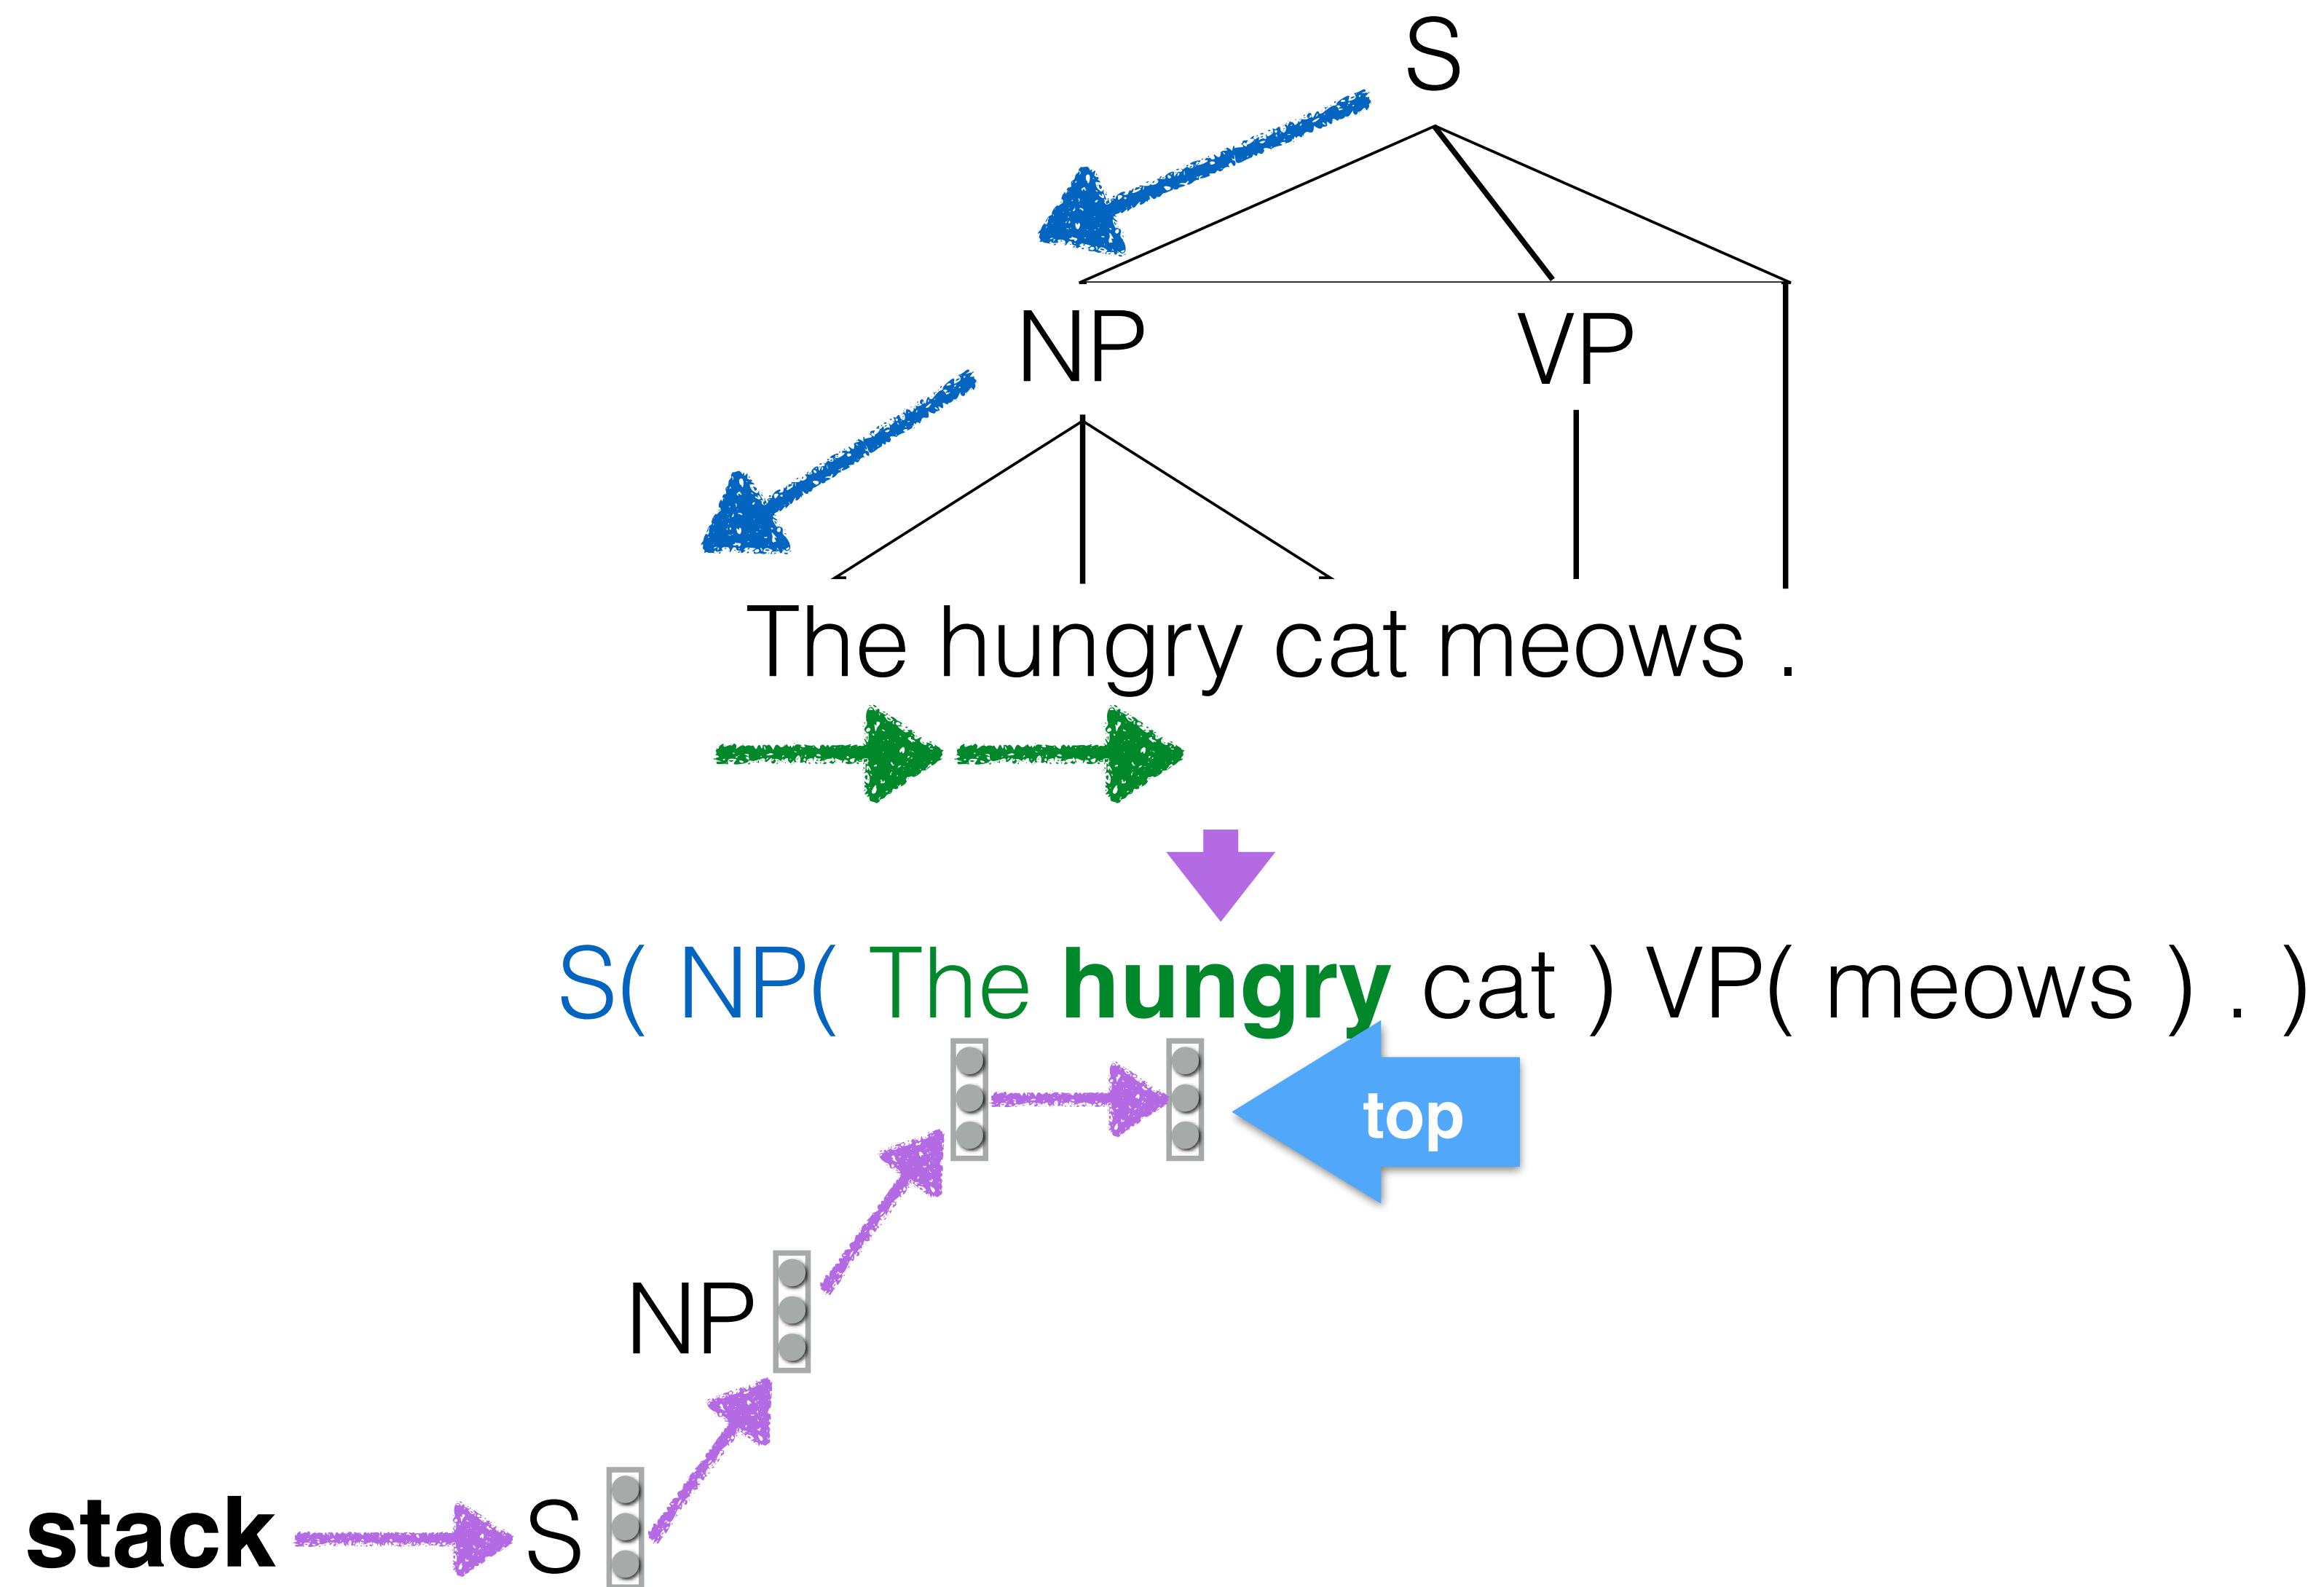 S
NP VP
The hungry cat meows .
S( NP( The hungry cat ) VP( meows ) . )
top
NP
stack S